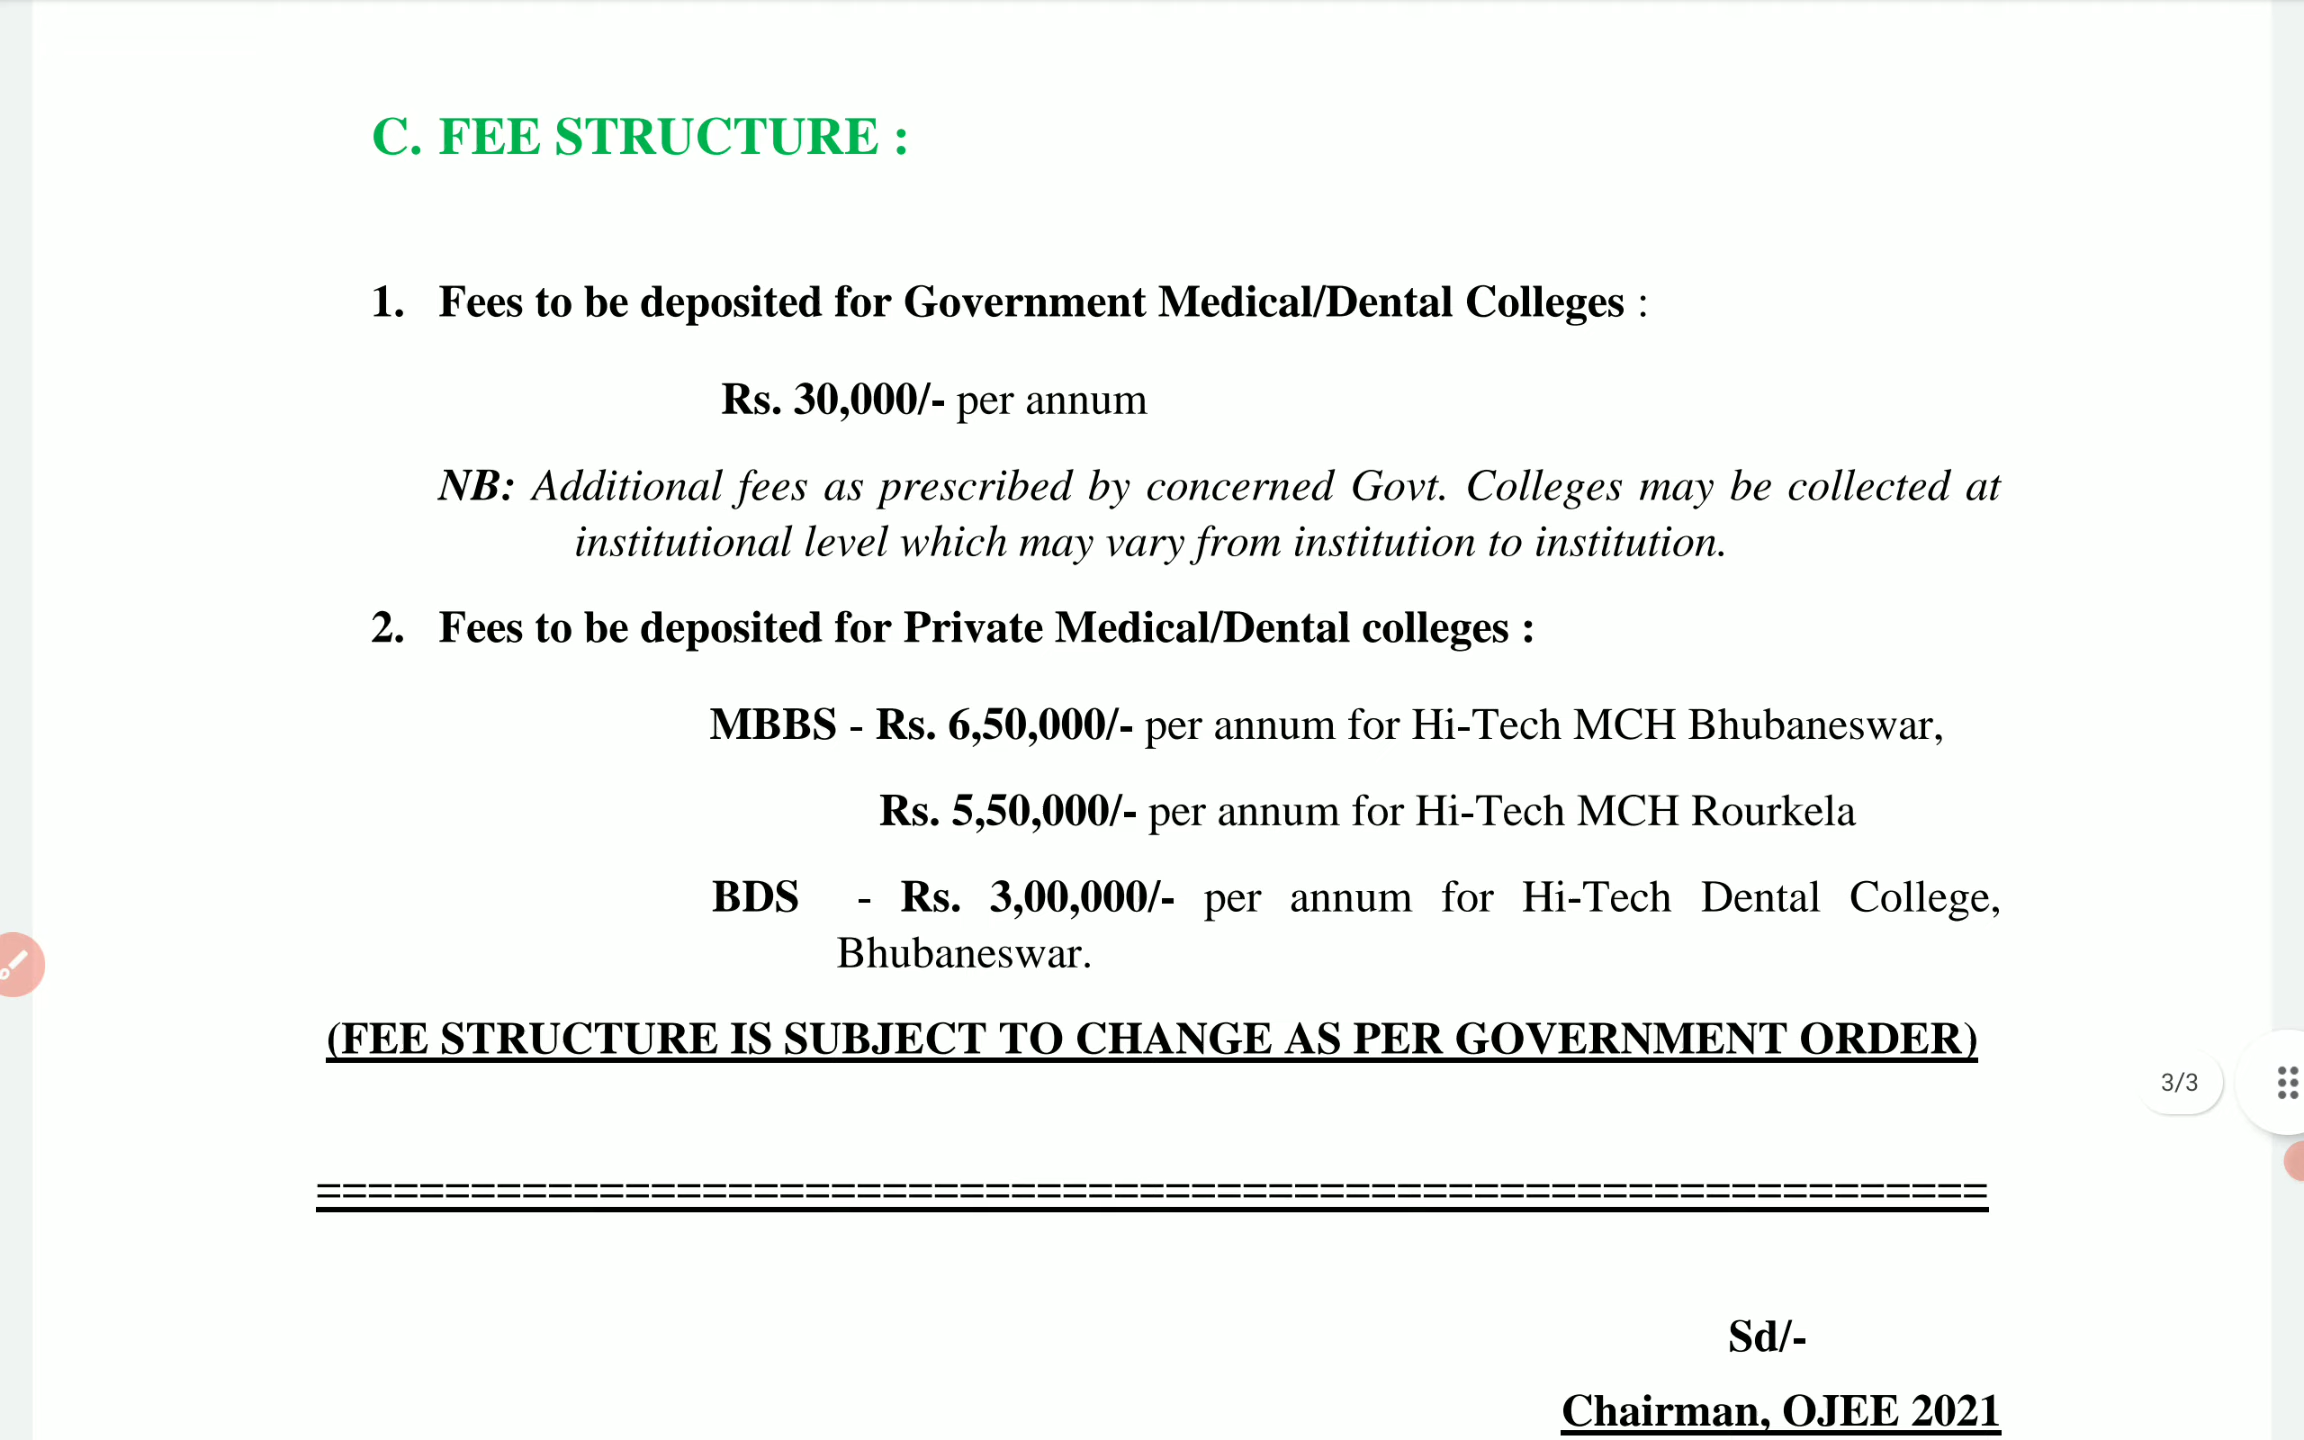 C. FEE STRUCTURE :
1. Fees to be deposited for Government Medical/Dental Colleges :
Rs. 30,000/- per annum
NB: Additional fees as prescribed by concerned Govt. Colleges may be collected at
institutional level which may vary from institution to institution.
2. Fees to be deposited for Private Medical/Dental colleges :
MBBS - Rs. 6,50,000/- per annum for Hi-Tech MCH Bhubaneswar,
Rs. 5,50,000/- per annum for Hi-Tech MCH Rourkela
BDS - Rs. 3,00,000/- per annum for Hi-Tech Dental College,
Bhubaneswar.
(FEE STRUCTURE IS SUBJECT TO CHANGE AS PER GOVERNMENT ORDER)
3/3
=================================================================
Sd/-
Chairman, OJEE 2021